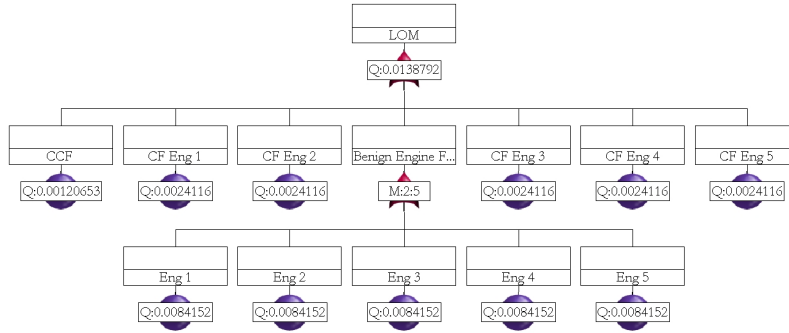 LOM
Q:0.0138792
CCF
CF Eng 1
CF Eng 2
Benign Engine F...
CF Eng 3
CF Eng 4
CF Eng 5
Q:0.00120653
Q:0.0024116
Q:0.0024116
M:2:5
Q:0.0024116
Q:0.0024116
Q:0.0024116
Eng 1
Eng 2
Eng 3
Eng 4
Eng 5
Q:0.0084152
Q:0.0084152
Q:0.0084152
Q:0.0084152
Q:0.0084152